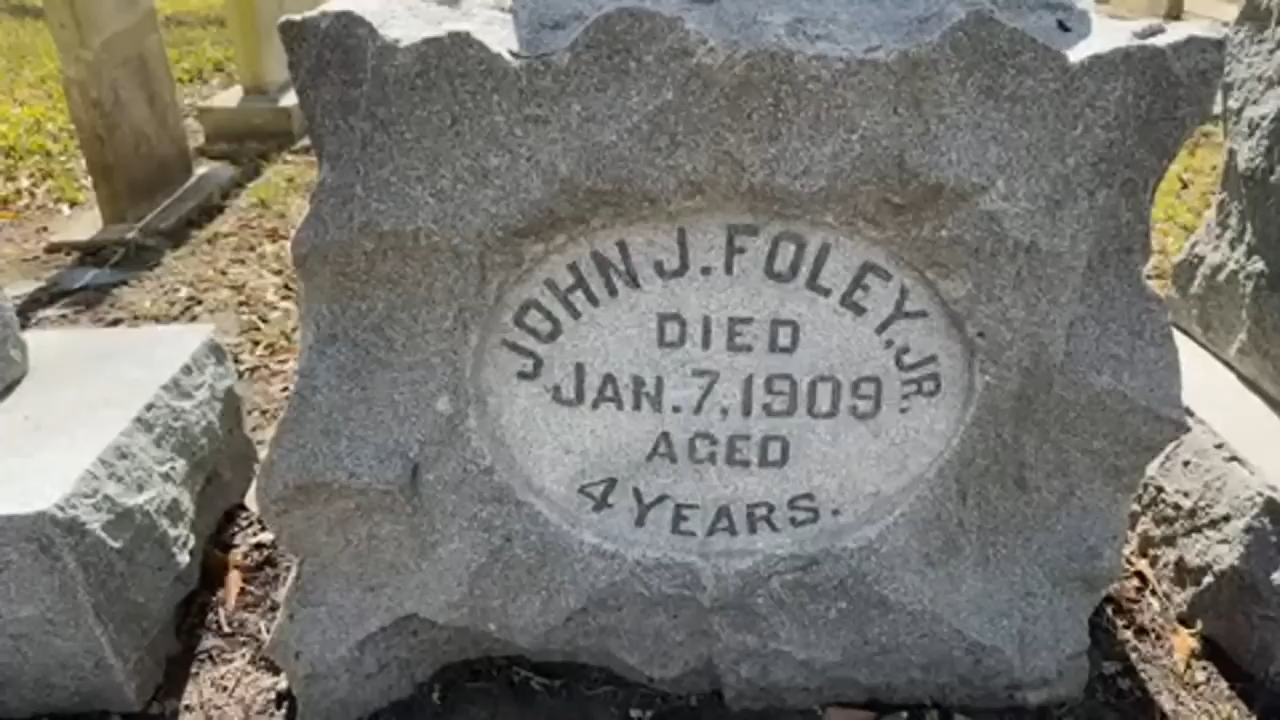 JOHN J. FOLEY, JR.
DIED
JAN. 7, 1909
AGED
4 YEARS.